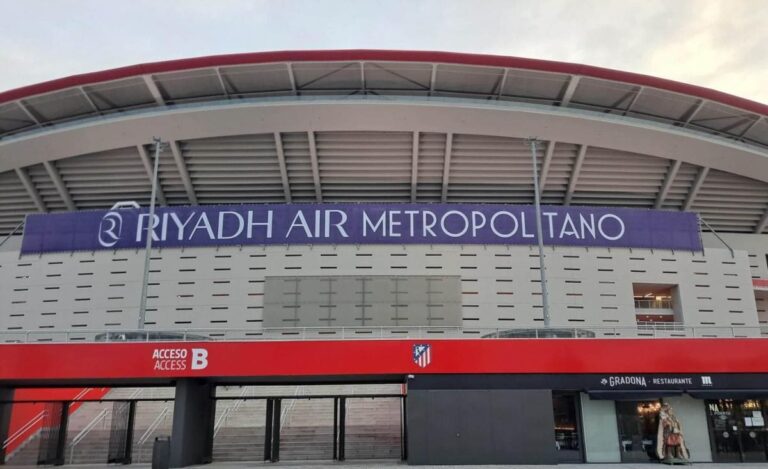 RIYADH AIR METROPOLITANO
ACCESO
ACCESS B
GRADONA RESTAURANTE